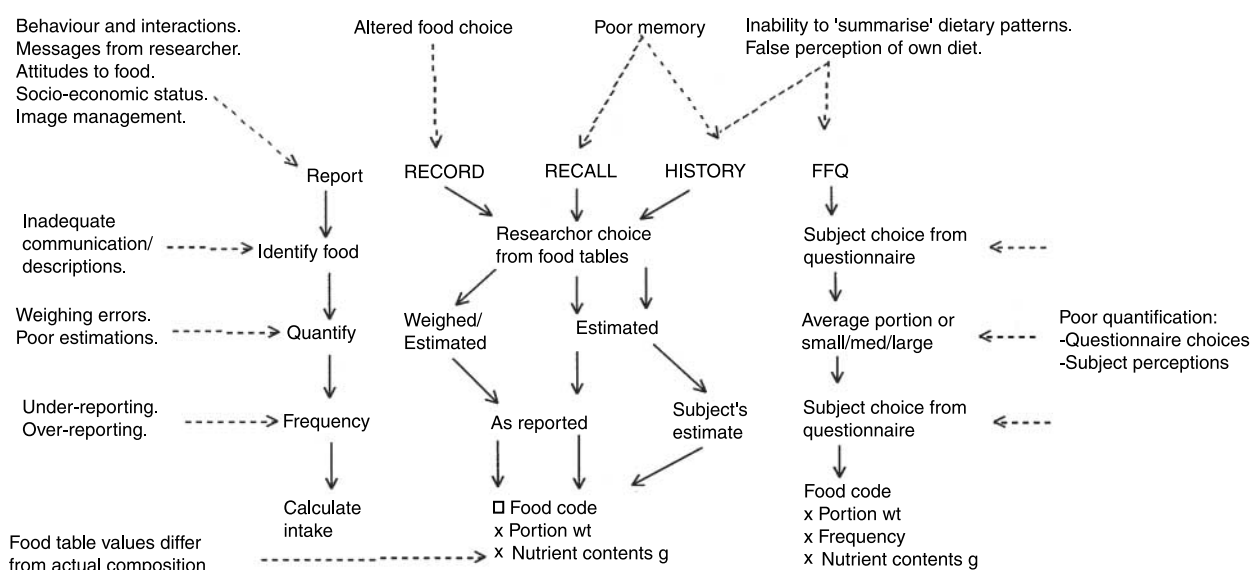 Behaviour and interactions.
Messages from researcher.
Attitudes to food.
Socio-economic status.
Image management.
Altered food choice
Poor memory
Inability to 'summarise' dietary patterns.
False perception of own diet.
Report
RECORD
RECALL
HISTORY
FFQ
Inadequate
communication/
descriptions.
Identify food
Researchor choice
from food tables
Subject choice from
questionnaire
Weighing errors.
Poor estimations.
Quantify
Weighed/
Estimated
Estimated
Average portion or
small/med/large
Poor quantification:
-Questionnaire choices
-Subject perceptions
Under-reporting.
Over-reporting.
Frequency
As reported
Subject's
estimate
Subject choice from
questionnaire
Calculate
intake
Food code
x Portion wt
x Nutrient contents g
Food code
x Portion wt
x Frequency
x Nutrient contents g
Food table values differ
from actual composition